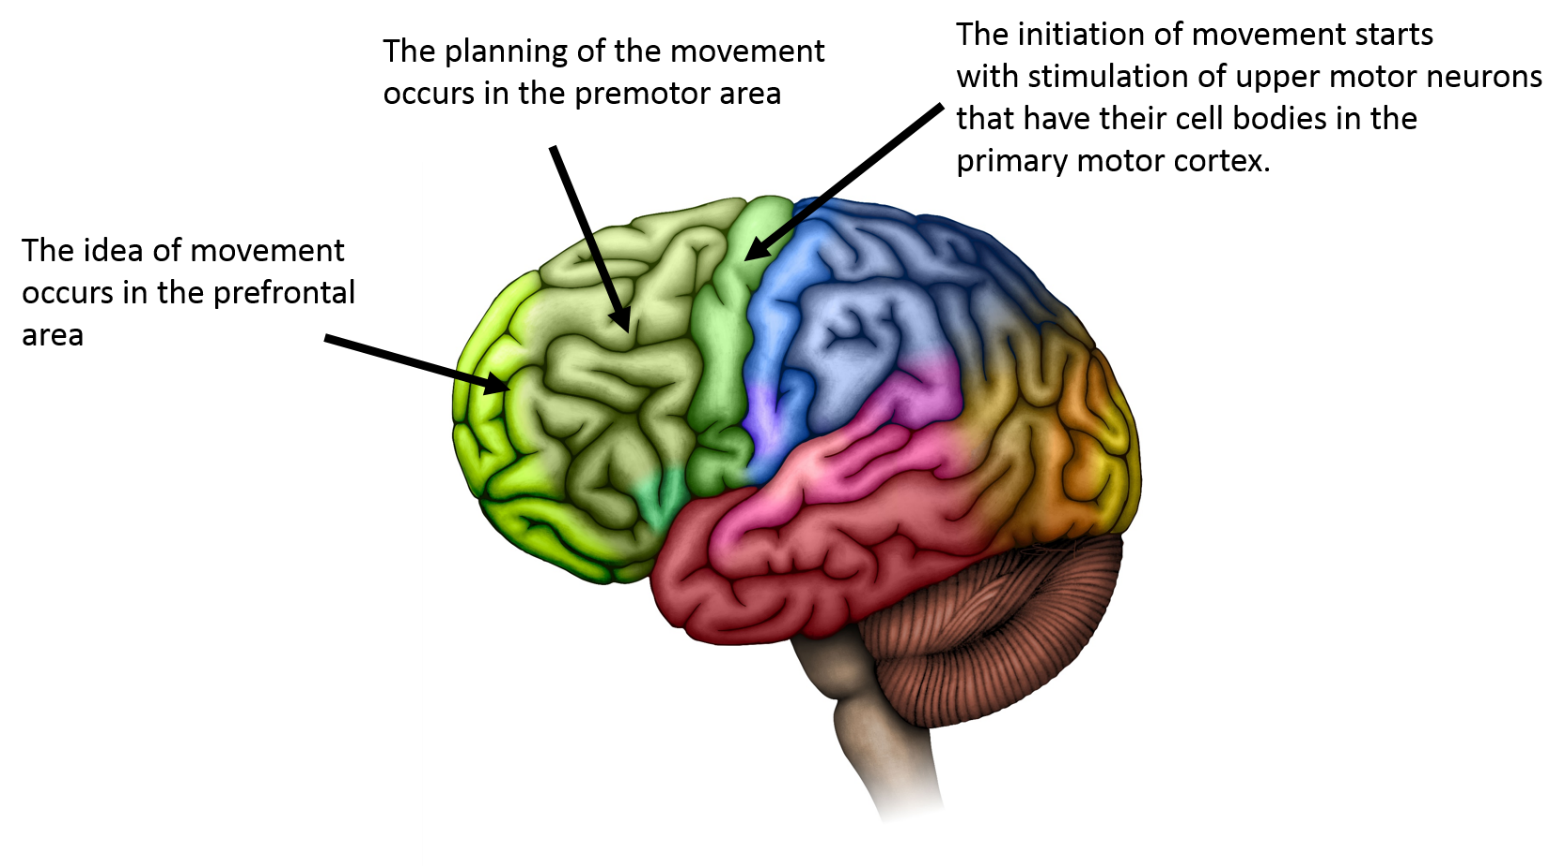 The planning of the movement
occurs in the premotor area
The initiation of movement starts
with stimulation of upper motor neurons
that have their cell bodies in the
primary motor cortex.
The idea of movement
occurs in the prefrontal
area